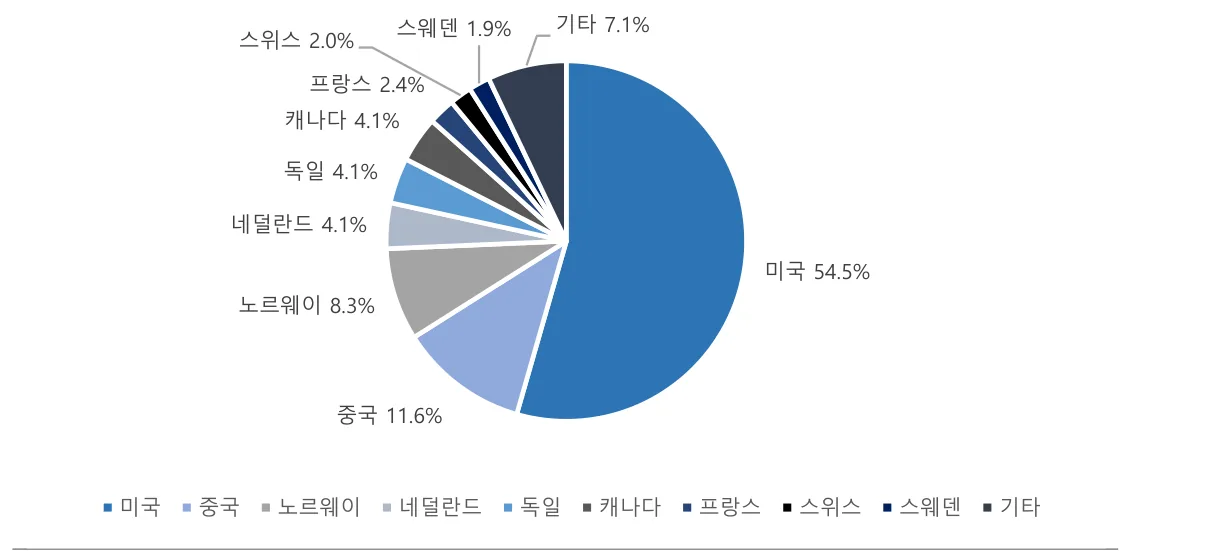 스웨덴 1.9%
기타 7.1%
스위스 2.0%
프랑스 2.4%
캐나다 4.1%
독일 4.1%
네덜란드 4.1%
미국 54.5%
노르웨이 8.3%
중국 11.6%
미국 중국 노르웨이 네덜란드 독일 캐나다 프랑스 스위스 스웨덴 기타